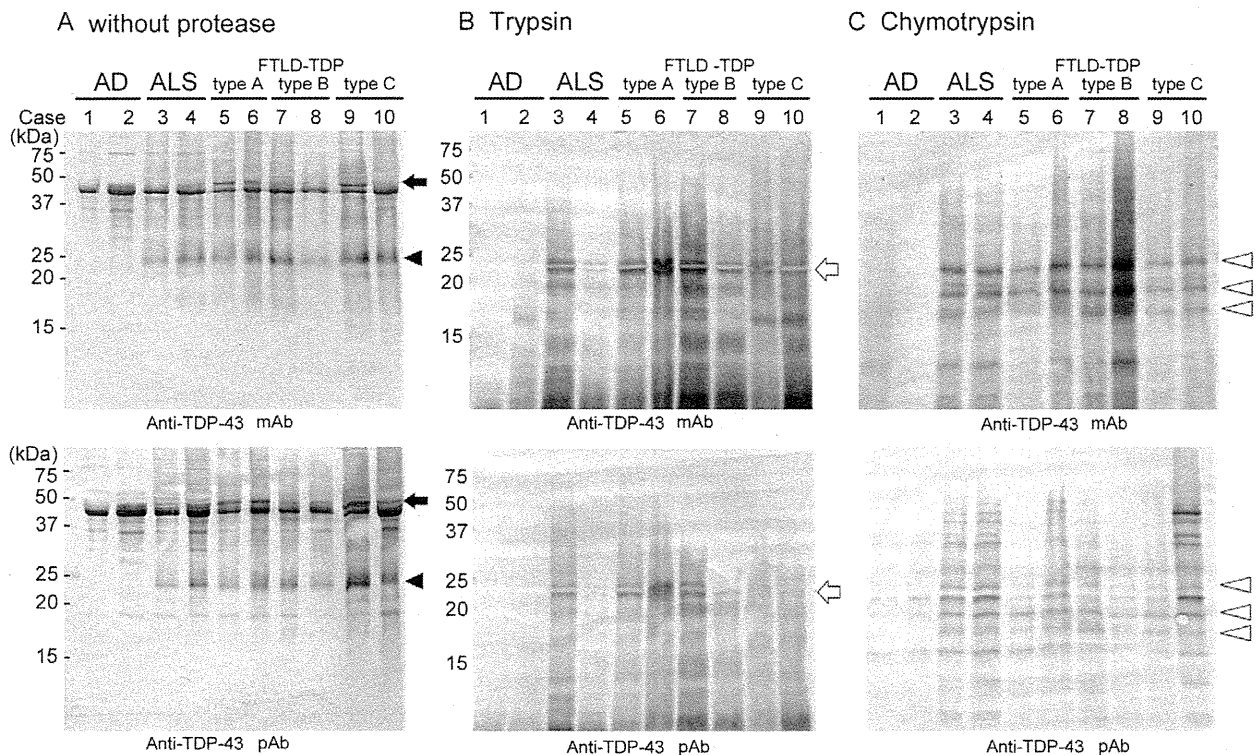 A without protease
FTLD-TDP
AD ALS type A type B type C
Case 1 2 3 4 5 6 7 8 9 10
(kDa)
75 -
50 -
37 -
25 -
20 -
15 -
Anti-TDP-43 mAb
(kDa)
75 -
50 -
37 -
25 -
20 -
15 -
Anti-TDP-43 pAb
B Trypsin
FTLD -TDP
AD ALS type A type B type C
1 2 3 4 5 6 7 8 9 10
75
50
37
25
20
15
Anti-TDP-43 mAb
75
50
37
25
20
15
Anti-TDP-43 pAb
C Chymotrypsin
FTLD-TDP
AD ALS type A type B type C
1 2 3 4 5 6 7 8 9 10
Anti-TDP-43 mAb
Anti-TDP-43 pAb